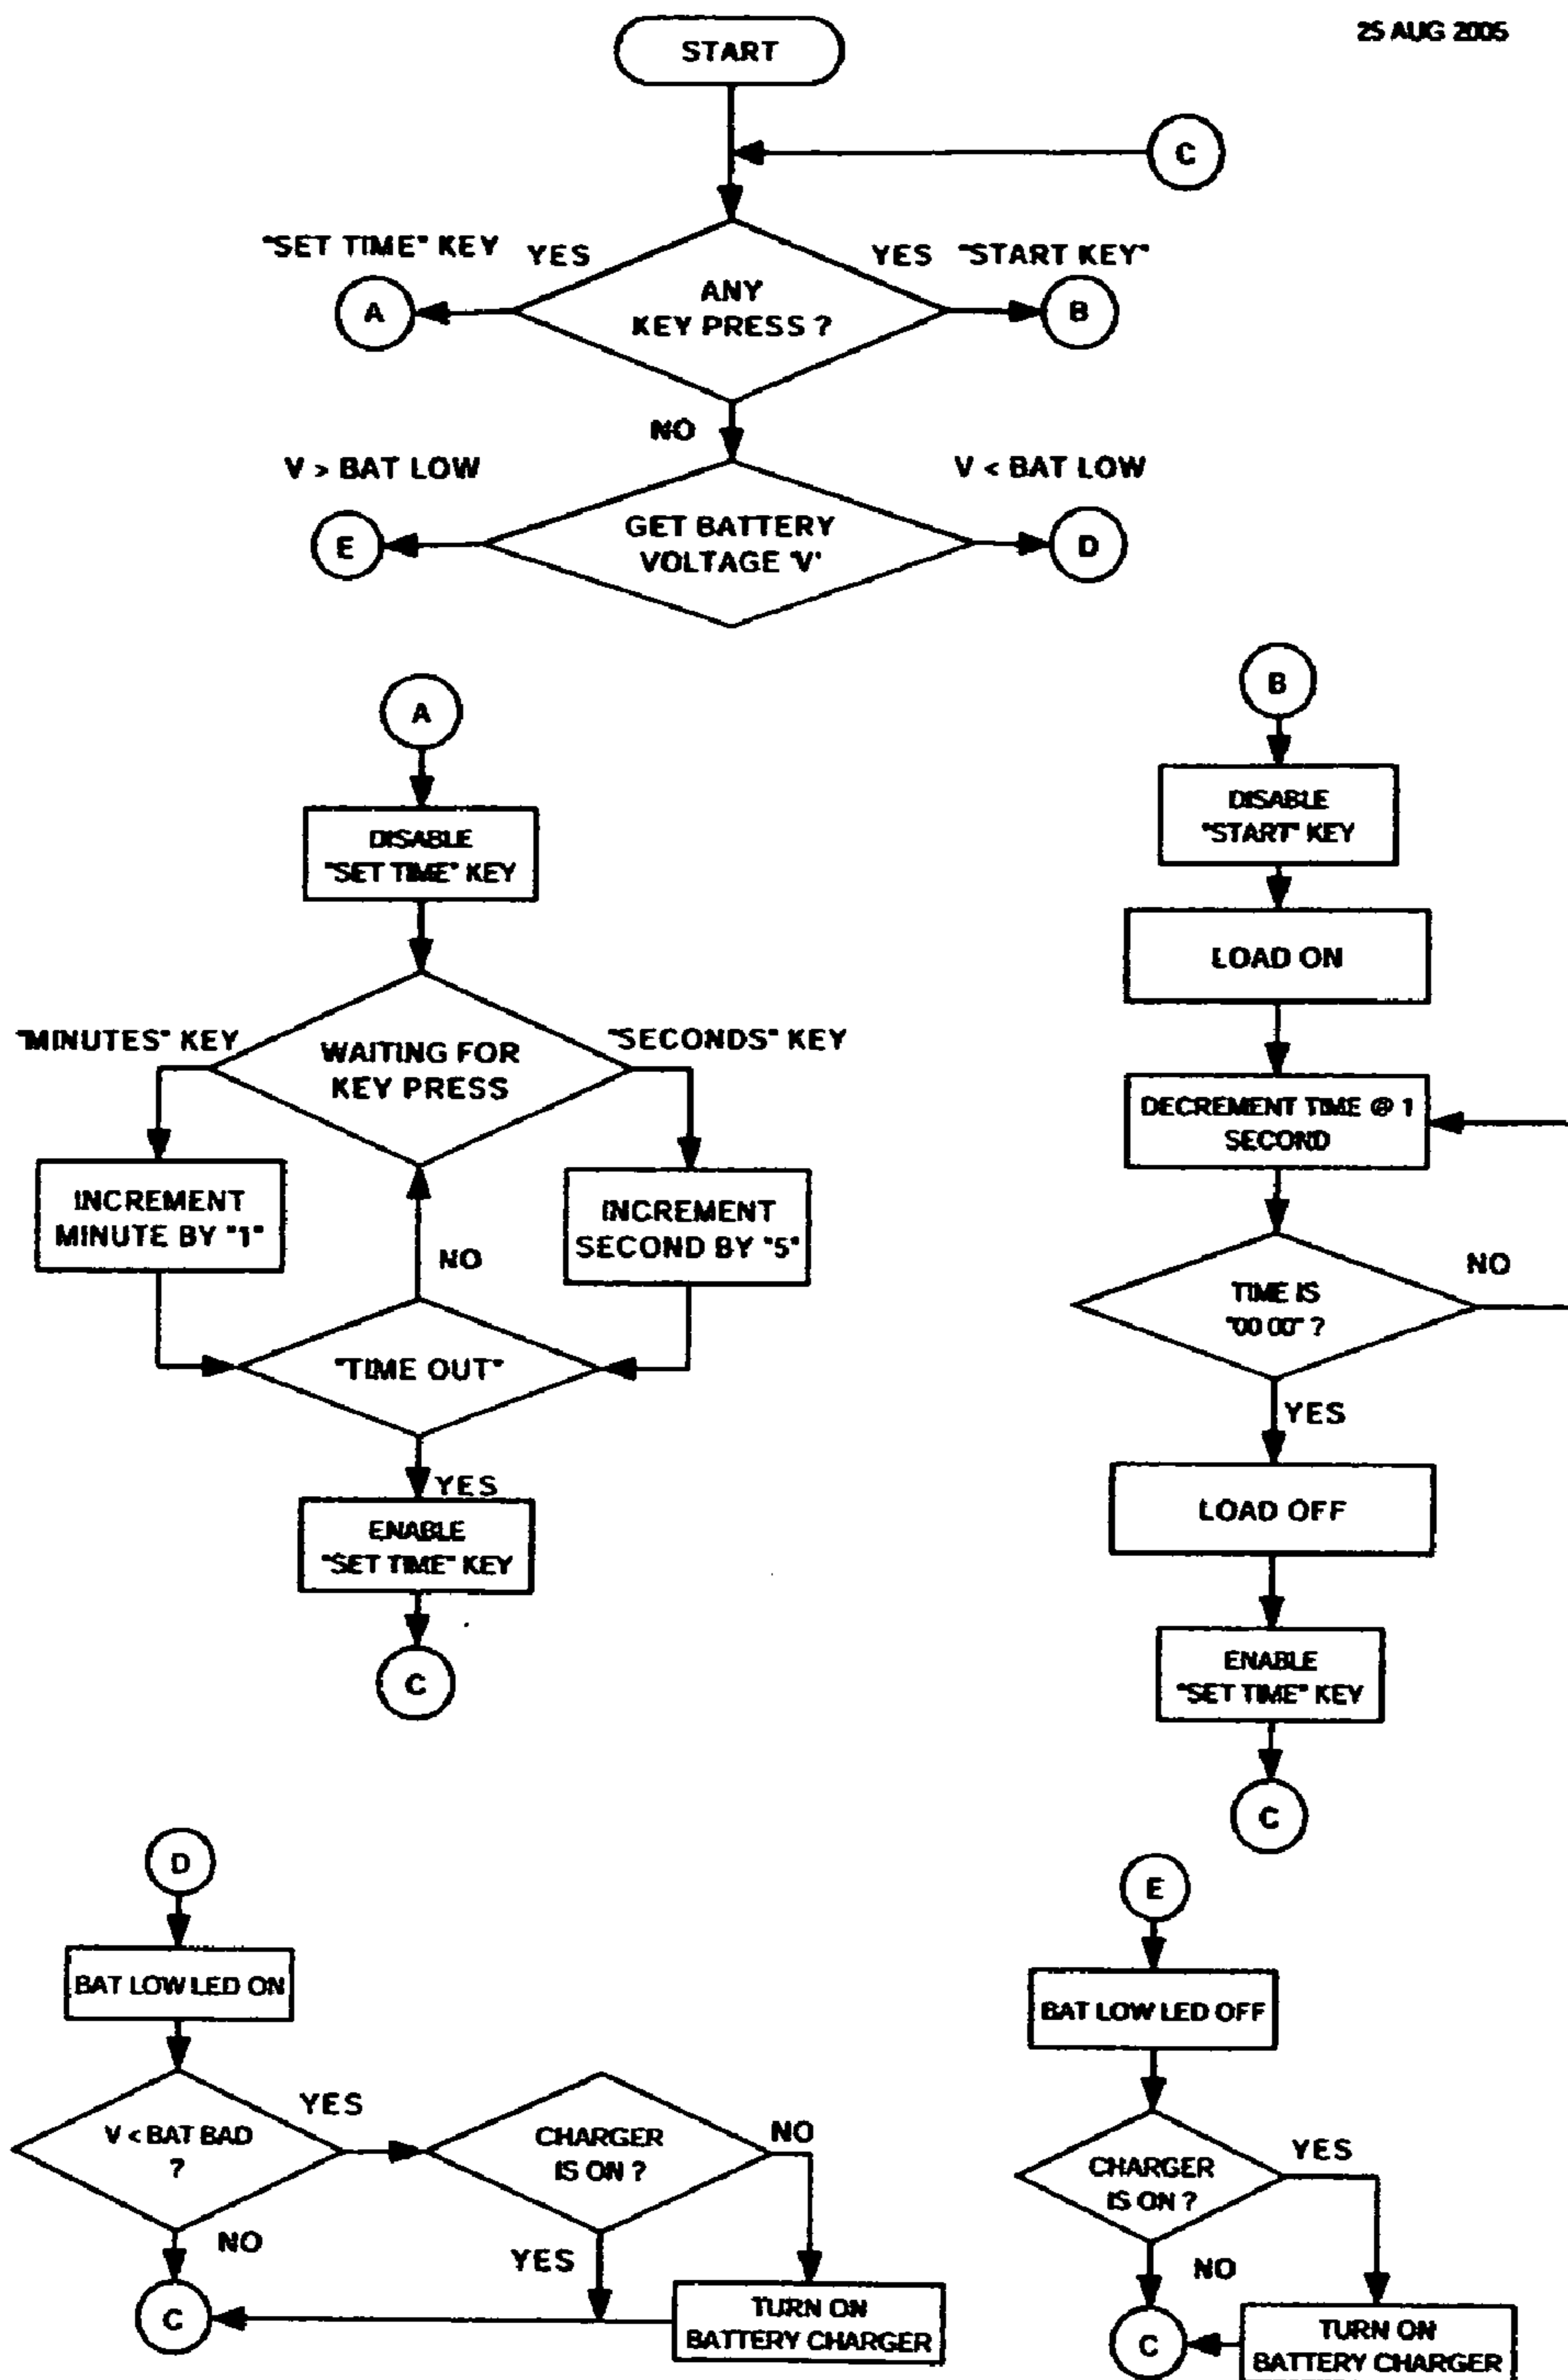 25 AUG 2005
START
C
"SET TIME" KEY
YES
YES
"START KEY"
A
ANY
KEY PRESS ?
B
NO
V > BAT LOW
V < BAT LOW
E
GET BATTERY
VOLTAGE 'V'
D
A
DISABLE
"SET TIME" KEY
"MINUTES" KEY
WAITING FOR
KEY PRESS
"SECONDS" KEY
INCREMENT
MINUTE BY "1"
INCREMENT
SECOND BY "5"
NO
"TIME OUT"
YES
ENABLE
"SET TIME" KEY
C
B
DISABLE
"START" KEY
LOAD ON
DECREMENT TIME @ 1
SECOND
TIME IS
"00 00" ?
NO
YES
LOAD OFF
ENABLE
"SET TIME" KEY
C
D
BAT LOW LED ON
V < BAT BAD
?
YES
NO
CHARGER
IS ON ?
NO
YES
TURN ON
BATTERY CHARGER
C
E
BAT LOW LED OFF
CHARGER
IS ON ?
YES
NO
TURN ON
BATTERY CHARGER
C